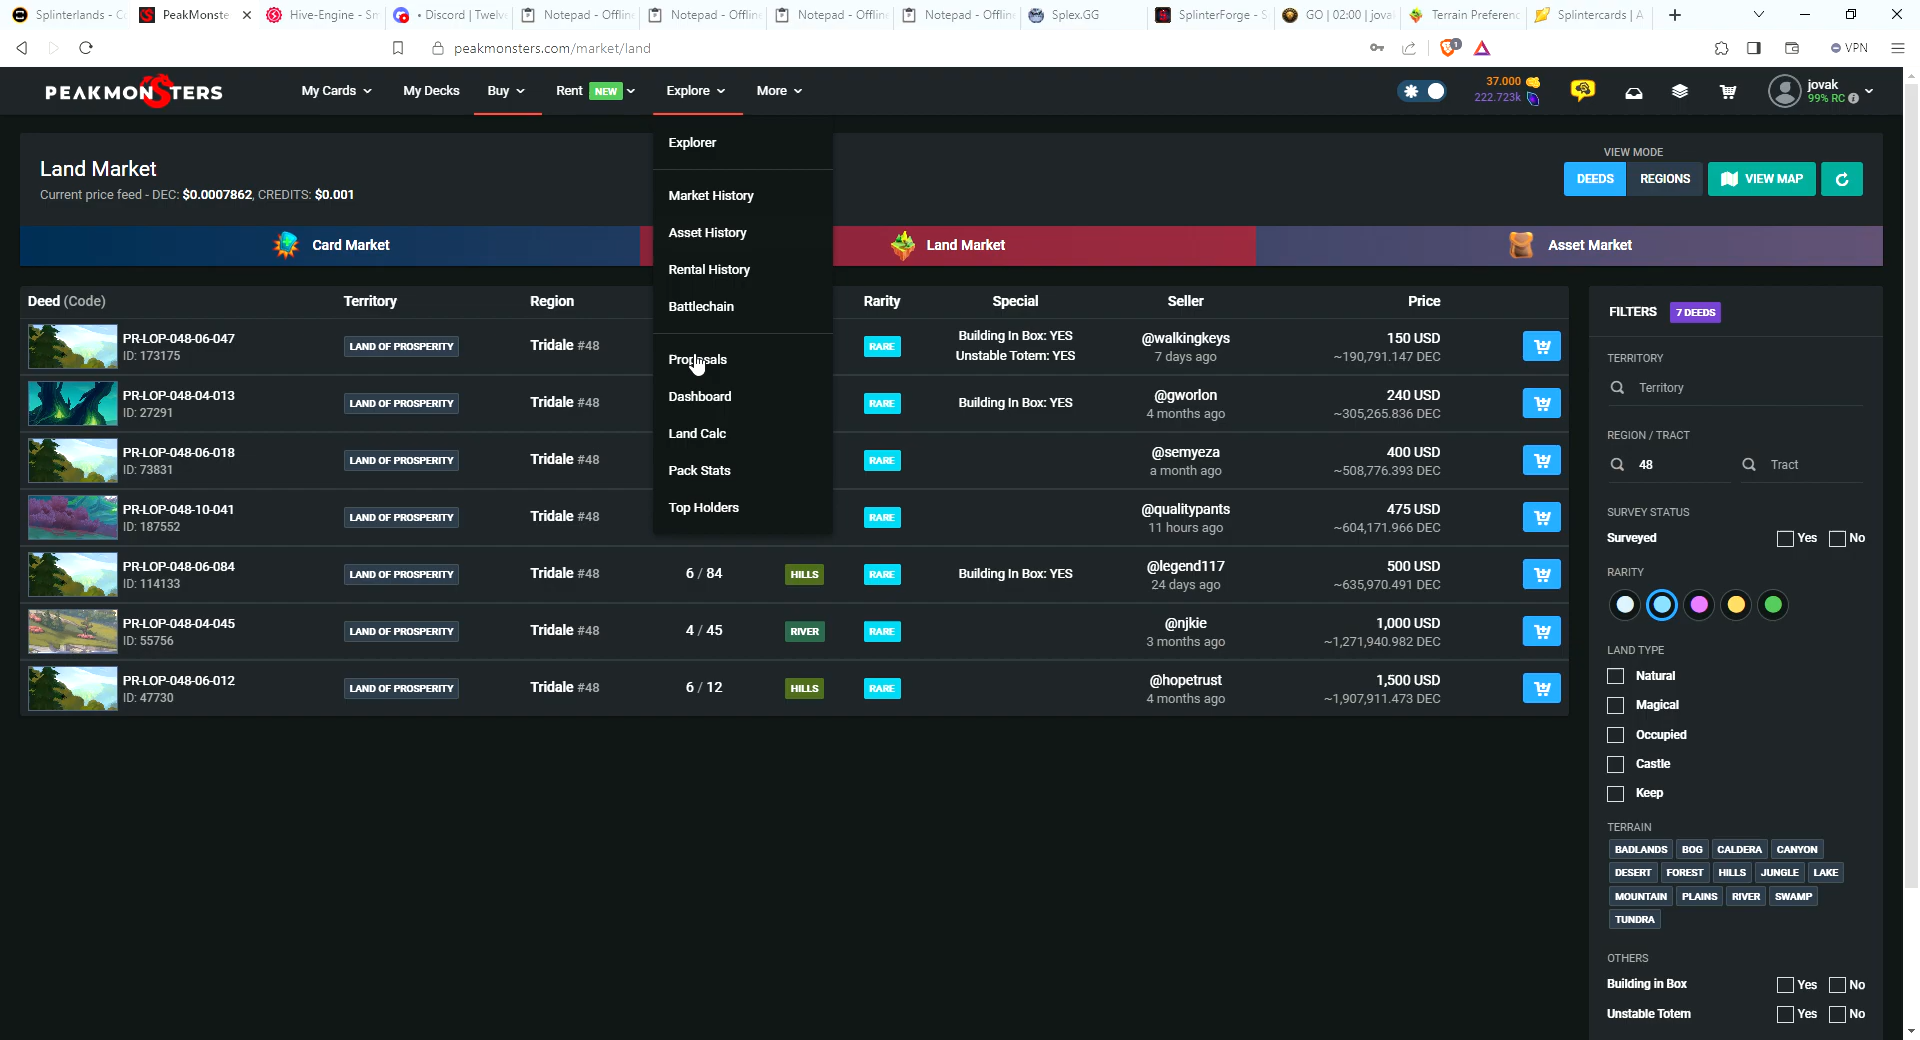 Splinterlands - C
PeakMonste
Hive-Engine - Sm
• Discord | Twelv
Notepad - Offline
Notepad - Offline
Notepad - Offline
Notepad - Offline
Splex.GG
SplinterForge - S
GO | 02:00 | jova
Terrain Preferenc
Splintercards | A
peakmonsters.com/market/land
VPN
PEAKMONSTERS
My Cards
My Decks
Buy
Rent NEW
Explore
More
37.000
222.723k
jovak
99% RC
Explorer
Market History
Asset History
Rental History
Battlechain
Proposals
Dashboard
Land Calc
Pack Stats
Top Holders
Land Market
Current price feed - DEC: $0.0007862, CREDITS: $0.001
VIEW MODE
DEEDS REGIONS VIEW MAP
Card Market
Land Market
Asset Market
Deed (Code) Territory Region Rarity Special Seller Price
PR-LOP-048-06-047 LAND OF PROSPERITY Tridale #48 RARE Building In Box: YES @walkingkeys 150 USD
ID: 173175 Unstable Totem: YES 7 days ago ~190,791.147 DEC
PR-LOP-048-04-013 LAND OF PROSPERITY Tridale #48 RARE Building In Box: YES @gworlon 240 USD
ID: 27291 4 months ago ~305,265.836 DEC
PR-LOP-048-06-018 LAND OF PROSPERITY Tridale #48 RARE @semyeza 400 USD
ID: 73831 a month ago ~508,776.393 DEC
PR-LOP-048-10-041 LAND OF PROSPERITY Tridale #48 RARE @qualitypants 475 USD
ID: 187552 11 hours ago ~604,171.966 DEC
PR-LOP-048-06-084 LAND OF PROSPERITY Tridale #48 6 / 84 HILLS RARE Building In Box: YES @legend117 500 USD
ID: 114133 24 days ago ~635,970.491 DEC
PR-LOP-048-04-045 LAND OF PROSPERITY Tridale #48 4 / 45 RIVER RARE @njkie 1,000 USD
ID: 55756 3 months ago ~1,271,940.982 DEC
PR-LOP-048-06-012 LAND OF PROSPERITY Tridale #48 6 / 12 HILLS RARE @hopetrust 1,500 USD
ID: 47730 4 months ago ~1,907,911.473 DEC
FILTERS 7 DEEDS
TERRITORY
Territory
REGION / TRACT
48 Tract
SURVEY STATUS
Surveyed Yes No
RARITY
LAND TYPE
Natural
Magical
Occupied
Castle
Keep
TERRAIN
BADLANDS BOG CALDERA CANYON
DESERT FOREST HILLS JUNGLE LAKE
MOUNTAIN PLAINS RIVER SWAMP
TUNDRA
OTHERS
Building in Box Yes No
Unstable Totem Yes No